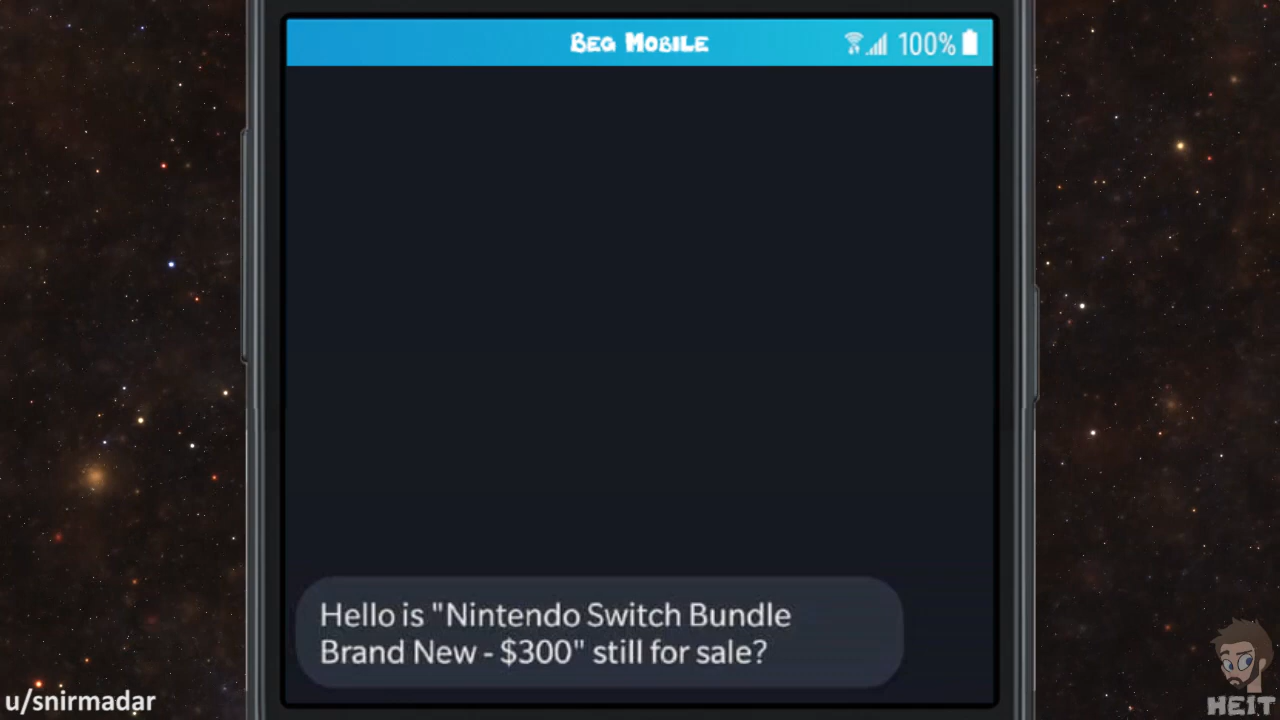 Beg Mobile
100%
Hello is "Nintendo Switch Bundle
Brand New - $300" still for sale?
u/snirmadar
HEIT